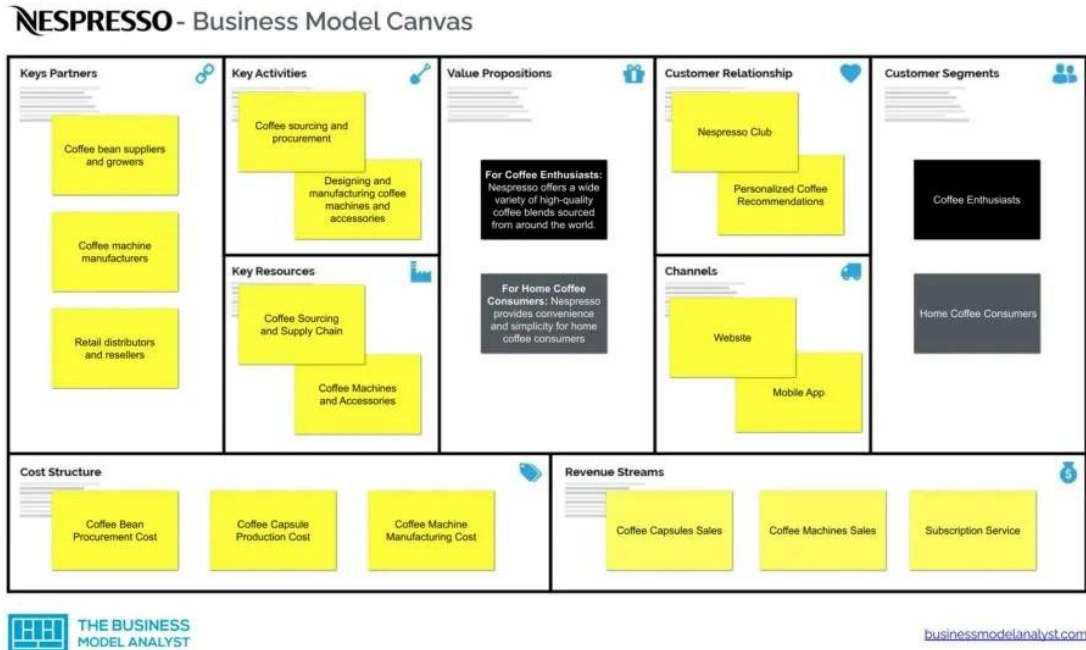 NESPRESSO - Business Model Canvas
Keys Partners
Coffee bean suppliers
and growers
Coffee machine
manufacturers
Retail distributors
and resellers
Key Activities
Coffee sourcing and
procurement
Designing and
manufacturing coffee
machines and
accessories
Key Resources
Coffee Sourcing
and Supply Chain
Coffee Machines
and Accessories
Value Propositions
For Coffee Enthusiasts:
Nespresso offers a wide
variety of high-quality
coffee blends sourced
from around the world.
For Home Coffee
Consumers: Nespresso
provides convenience
and simplicity for home
coffee consumers
Customer Relationship
Nespresso Club
Personalized Coffee
Recommendations
Channels
Website
Mobile App
Customer Segments
Coffee Enthusiasts
Home Coffee Consumers
Cost Structure
Coffee Bean
Procurement Cost
Coffee Capsule
Production Cost
Coffee Machine
Manufacturing Cost
Revenue Streams
$
Coffee Capsules Sales
Coffee Machines Sales
Subscription Service
THE BUSINESS
MODEL ANALYST
businessmodelanalyst.com